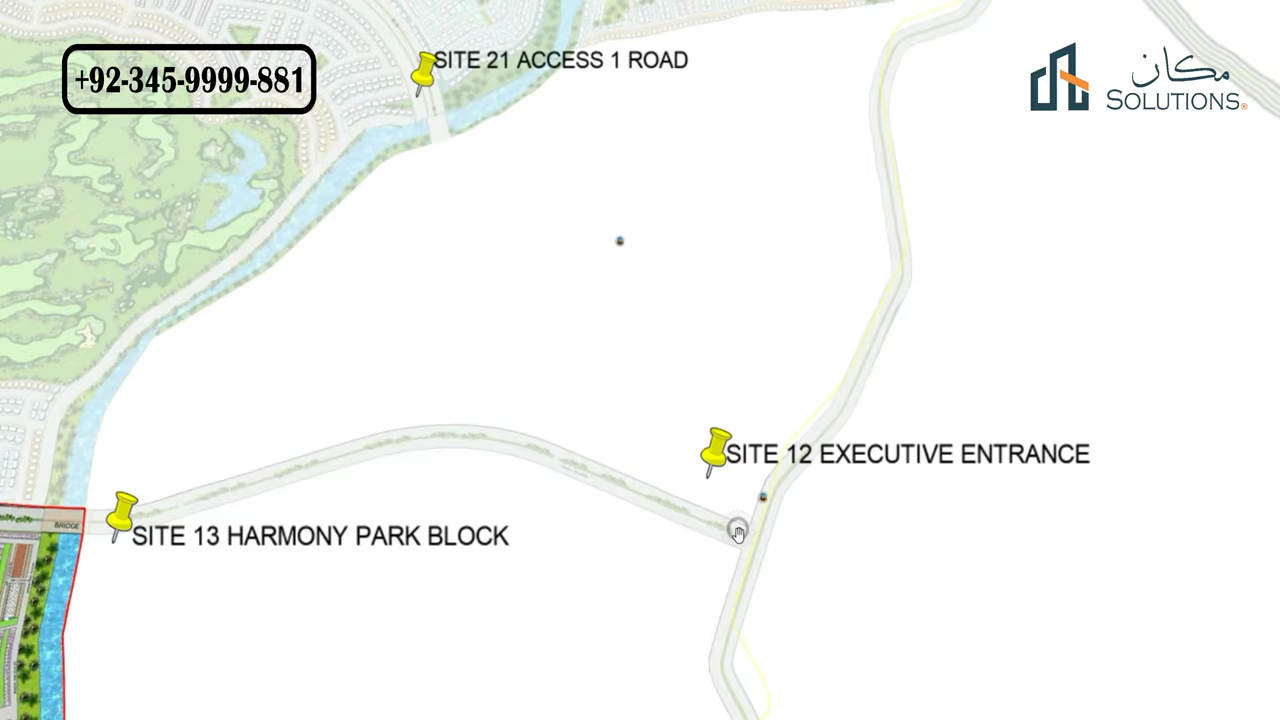 SITE 21 ACCESS 1 ROAD
+92-345-9999-881
مکان
SOLUTIONS
SITE 12 EXECUTIVE ENTRANCE
BRIDGE
SITE 13 HARMONY PARK BLOCK